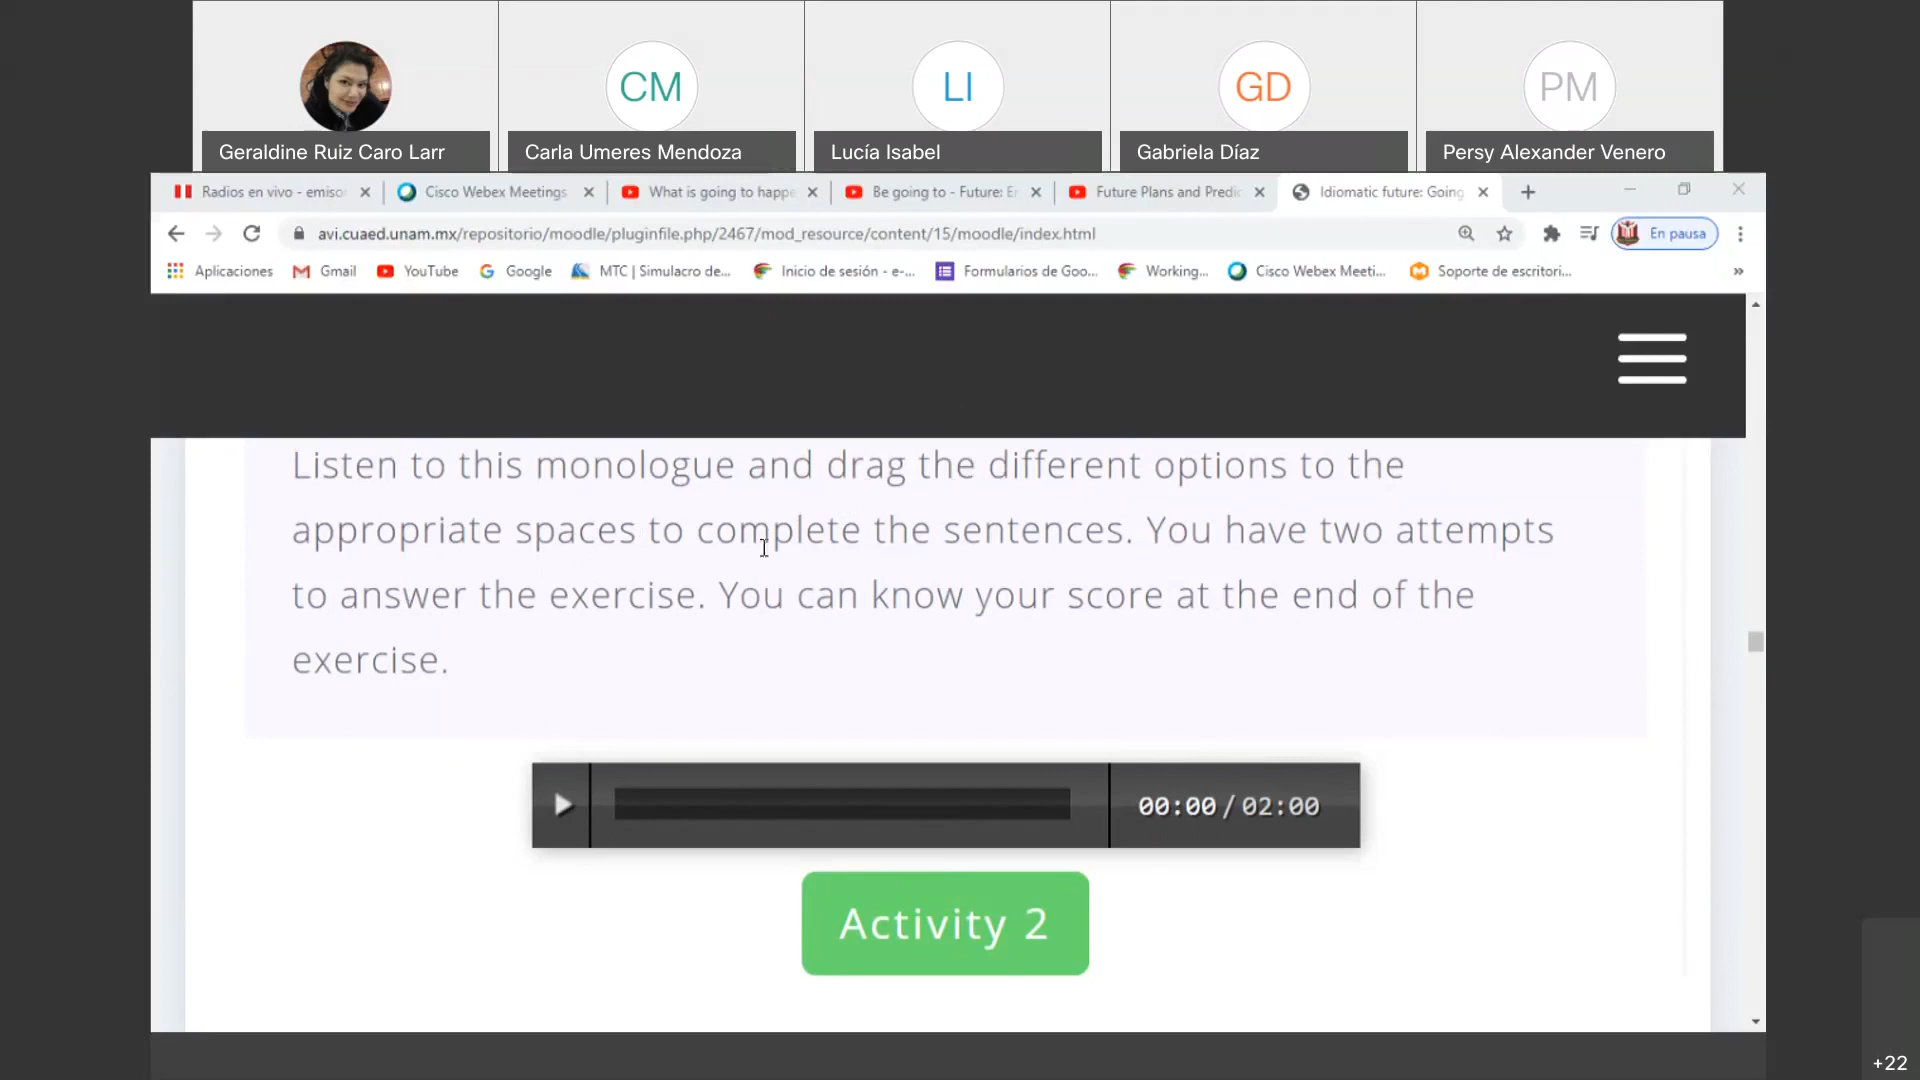 CM
LI
GD
PM
Geraldine Ruiz Caro Larr
Carla Umeres Mendoza
Lucía Isabel
Gabriela Díaz
Persy Alexander Venero
Radios en vivo - emiso
Cisco Webex Meetings
What is going to happe
Be going to - Future: E
Future Plans and Predic
Idiomatic future: Going
avi.cuaed.unam.mx/repositorio/moodle/pluginfile.php/2467/mod_resource/content/15/moodle/index.html
En pausa
Aplicaciones
Gmail
YouTube
Google
MTC | Simulacro de...
Inicio de sesión - e-...
Formularios de Goo...
Working...
Cisco Webex Meeti...
Soporte de escritori...
»
Listen to this monologue and drag the different options to the
appropriate spaces to complete the sentences. You have two attempts
to answer the exercise. You can know your score at the end of the
exercise.
00:00 / 02:00
Activity 2
+22